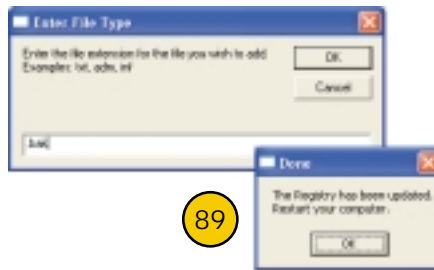 Enter File Type
Enter the file extension for the file you wish to add.
Examples: txt, adm, inf
OK
Cancel
Done
The Registry has been updated.
Restart your computer.
OK
89